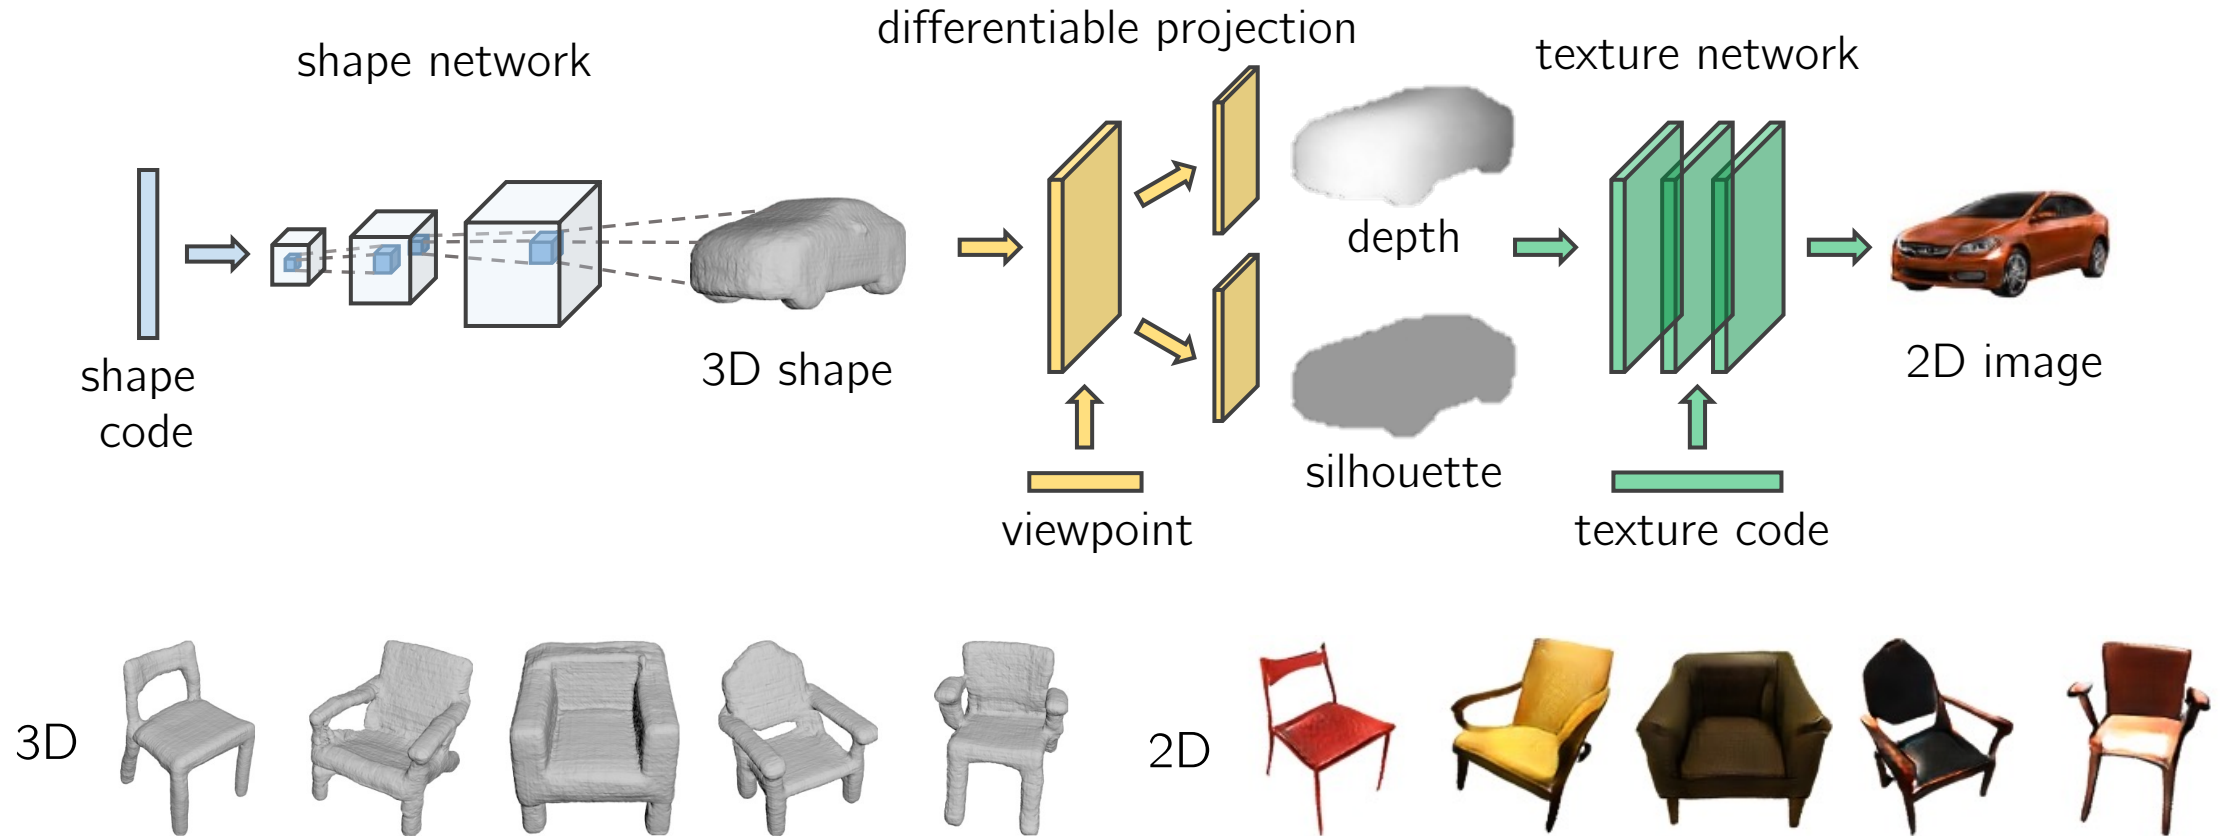 shape network
differentiable projection
texture network
shape
code
3D shape
depth
silhouette
viewpoint
texture code
2D image
3D
2D